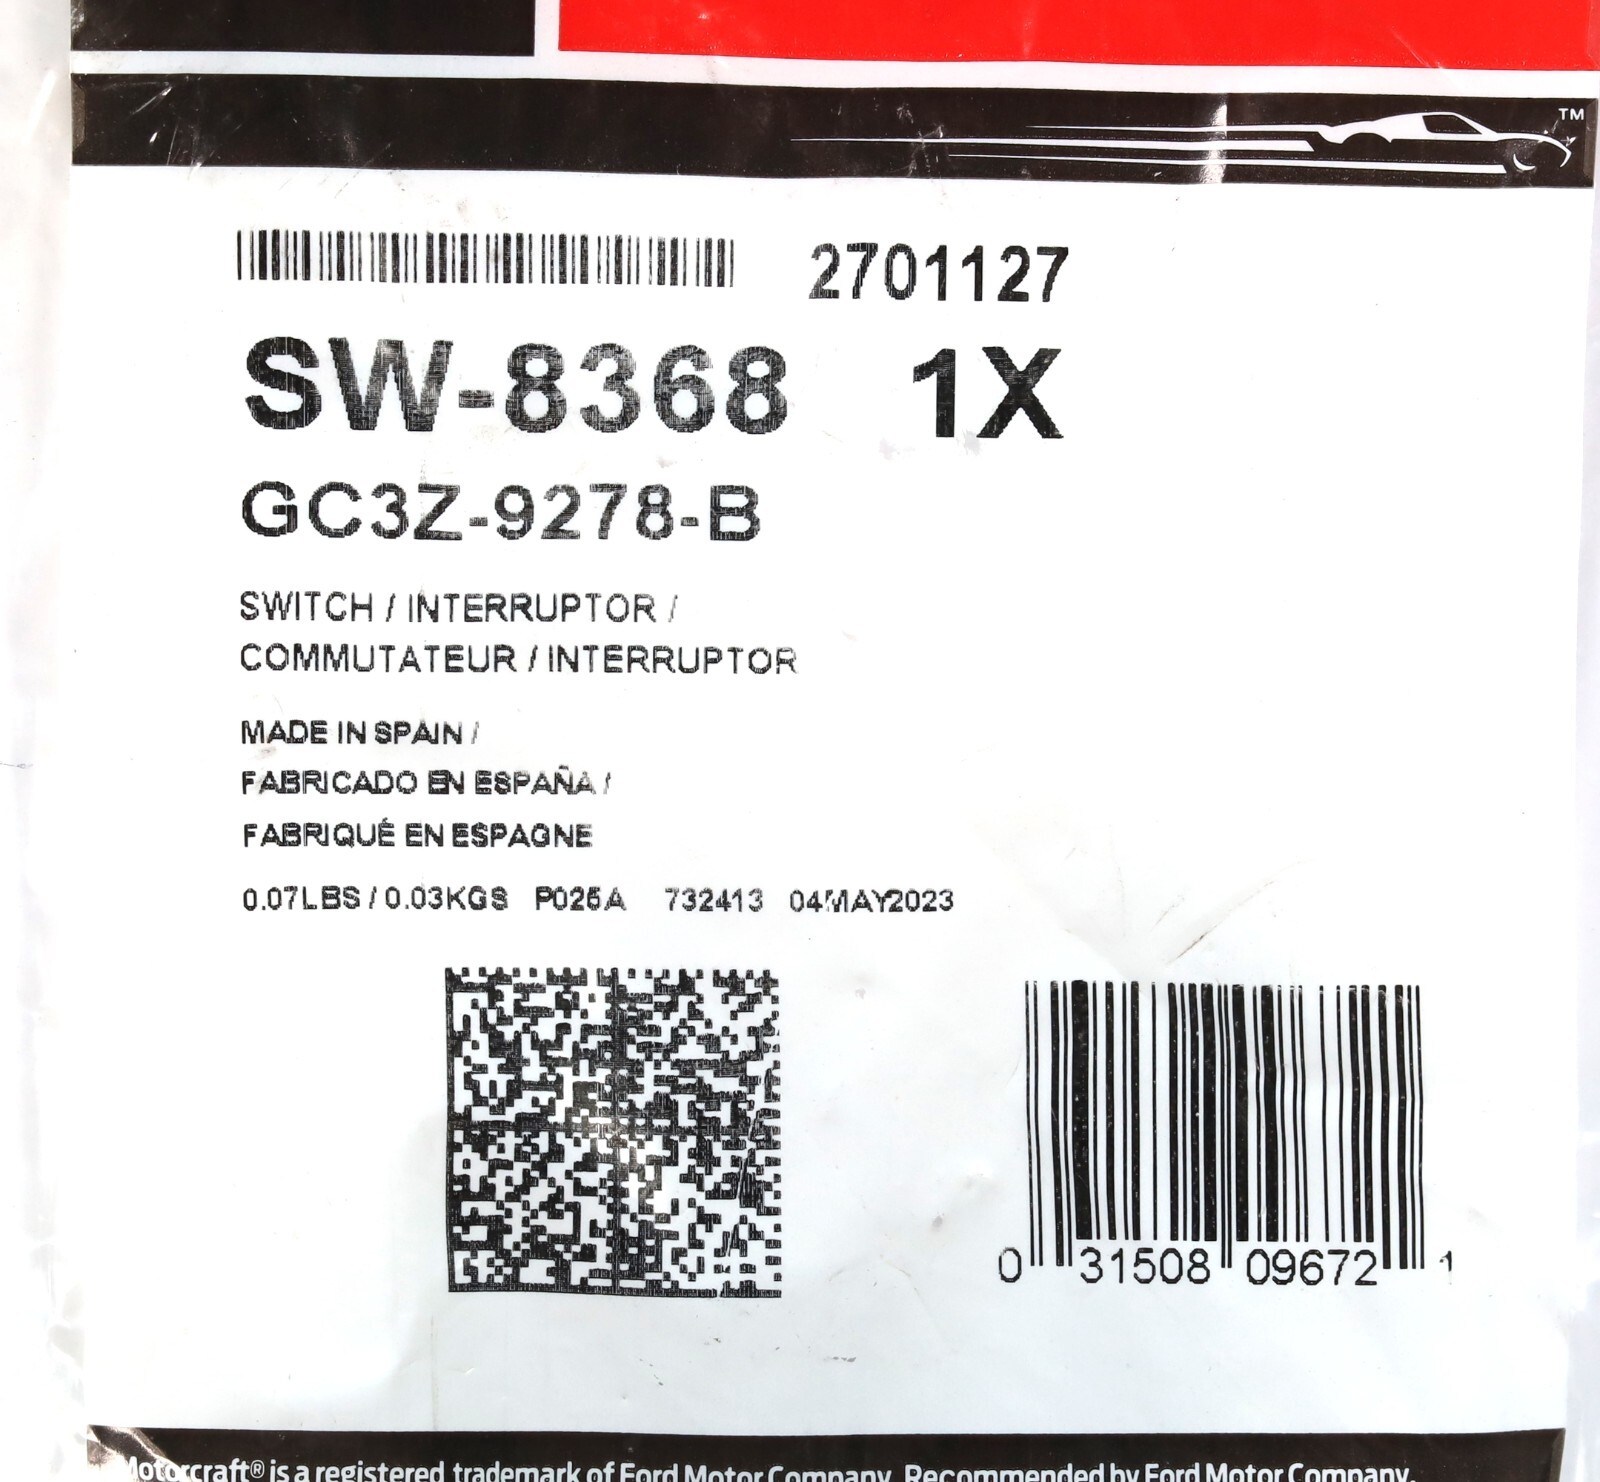 TM
2701127
SW-8368 1X
GC3Z-9278-B
SWITCH / INTERRUPTOR /
COMMUTATEUR / INTERRUPTOR
MADE IN SPAIN /
FABRICADO EN ESPAÑA /
FABRIQUÉ EN ESPAGNE
0.07LBS / 0.03KGS P025A 732413 04MAY2023
0 31508 09672 1
Motorcraft® is a registered trademark of Ford Motor Company. Recommended by Ford Motor Company.